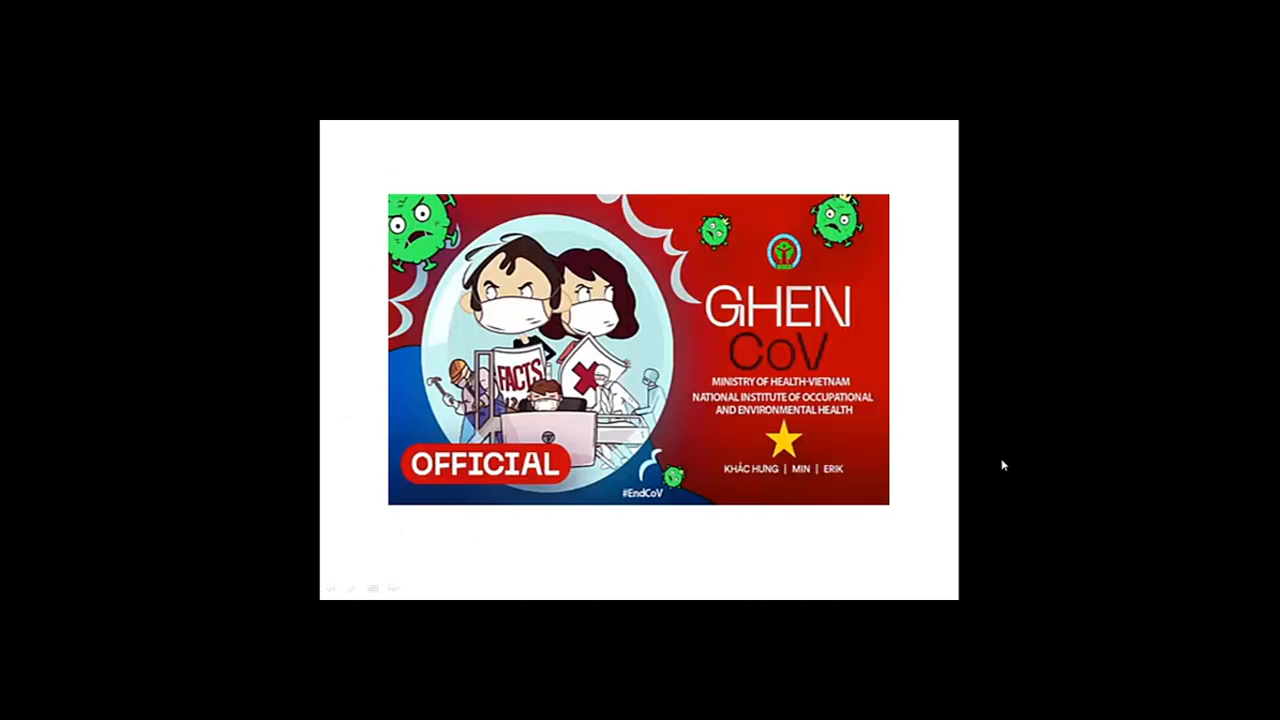 FACTS
OFFICIAL
#EndCoV
GHEN
CoV
MINISTRY OF HEALTH-VIETNAM
NATIONAL INSTITUTE OF OCCUPATIONAL
AND ENVIRONMENTAL HEALTH
KHẮC HƯNG | MIN | ERIK